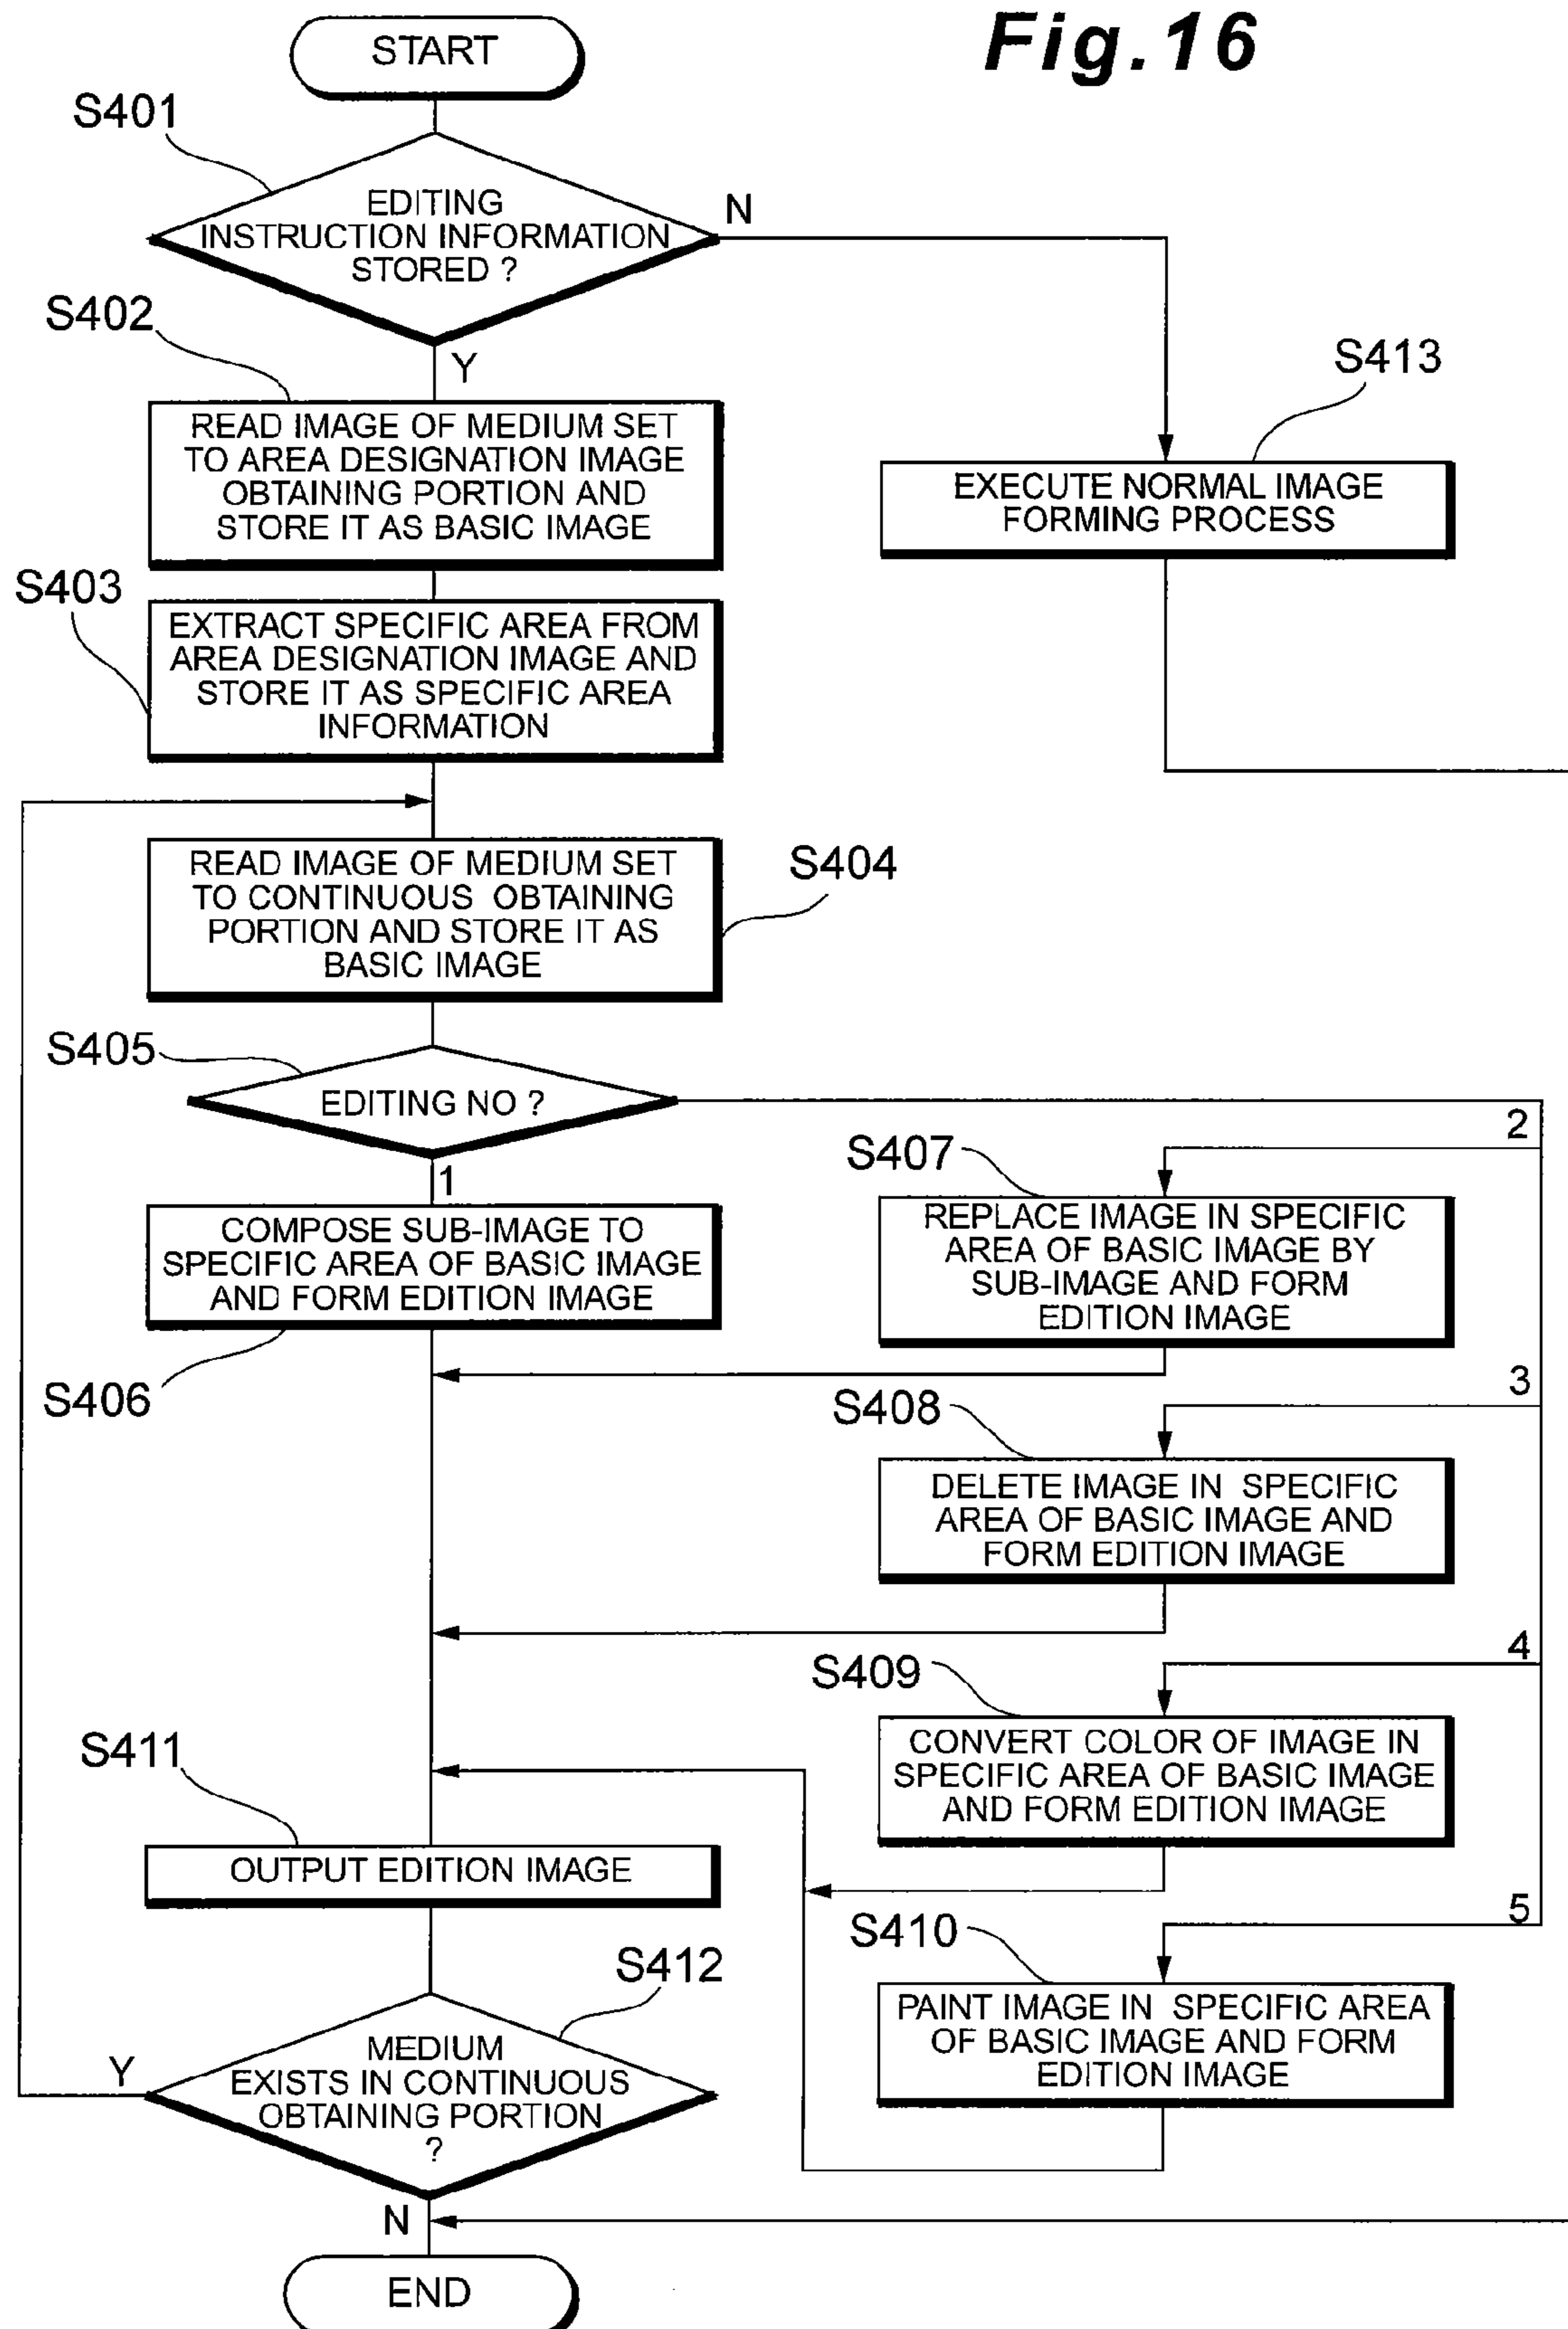 Fig.16
START
S401
EDITING
INSTRUCTION INFORMATION
STORED ?
N
Y
S402
READ IMAGE OF MEDIUM SET
TO AREA DESIGNATION IMAGE
OBTAINING PORTION AND
STORE IT AS BASIC IMAGE
S413
EXECUTE NORMAL IMAGE
FORMING PROCESS
S403
EXTRACT SPECIFIC AREA FROM
AREA DESIGNATION IMAGE AND
STORE IT AS SPECIFIC AREA
INFORMATION
S404
READ IMAGE OF MEDIUM SET
TO CONTINUOUS OBTAINING
PORTION AND STORE IT AS
BASIC IMAGE
S405
EDITING NO ?
1
2
S406
COMPOSE SUB-IMAGE TO
SPECIFIC AREA OF BASIC IMAGE
AND FORM EDITION IMAGE
S407
REPLACE IMAGE IN SPECIFIC
AREA OF BASIC IMAGE BY
SUB-IMAGE AND FORM
EDITION IMAGE
3
S408
DELETE IMAGE IN SPECIFIC
AREA OF BASIC IMAGE AND
FORM EDITION IMAGE
4
S409
CONVERT COLOR OF IMAGE IN
SPECIFIC AREA OF BASIC IMAGE
AND FORM EDITION IMAGE
5
S410
PAINT IMAGE IN SPECIFIC AREA
OF BASIC IMAGE AND FORM
EDITION IMAGE
S411
OUTPUT EDITION IMAGE
S412
MEDIUM
EXISTS IN CONTINUOUS
OBTAINING PORTION
?
Y
N
END